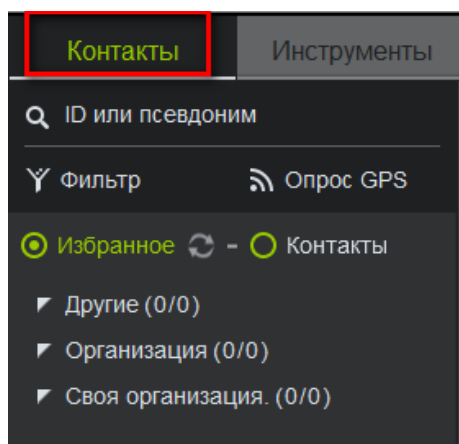 Контакты Инструменты
ID или псевдоним
Фильтр Опрос GPS
Избранное - Контакты
Другие (0/0)
Организация (0/0)
Своя организация. (0/0)